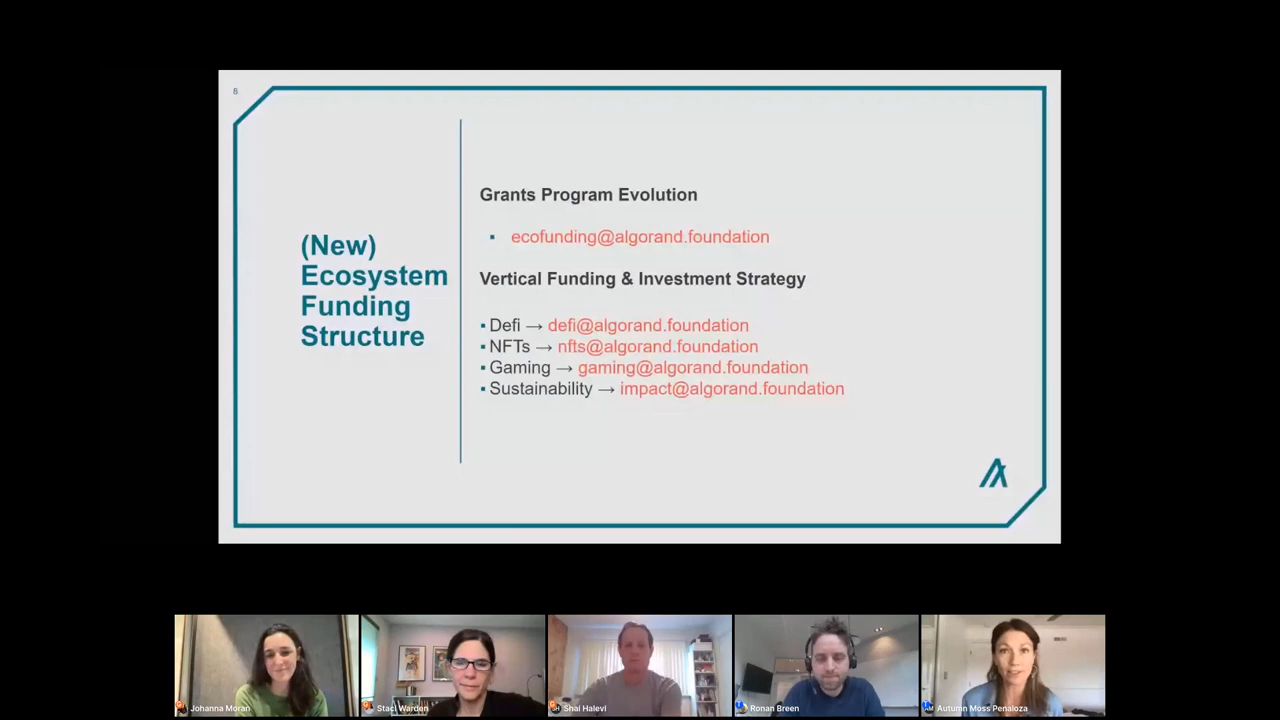 8
(New)
Ecosystem
Funding
Structure
Grants Program Evolution
▪ ecofunding@algorand.foundation
Vertical Funding & Investment Strategy
▪ Defi → defi@algorand.foundation
▪ NFTs → nfts@algorand.foundation
▪ Gaming → gaming@algorand.foundation
▪ Sustainability → impact@algorand.foundation
Johanna Moran
Staci Warden
SH Shai Halevi
Ronan Breen
AM Autumn Moss Penaloza